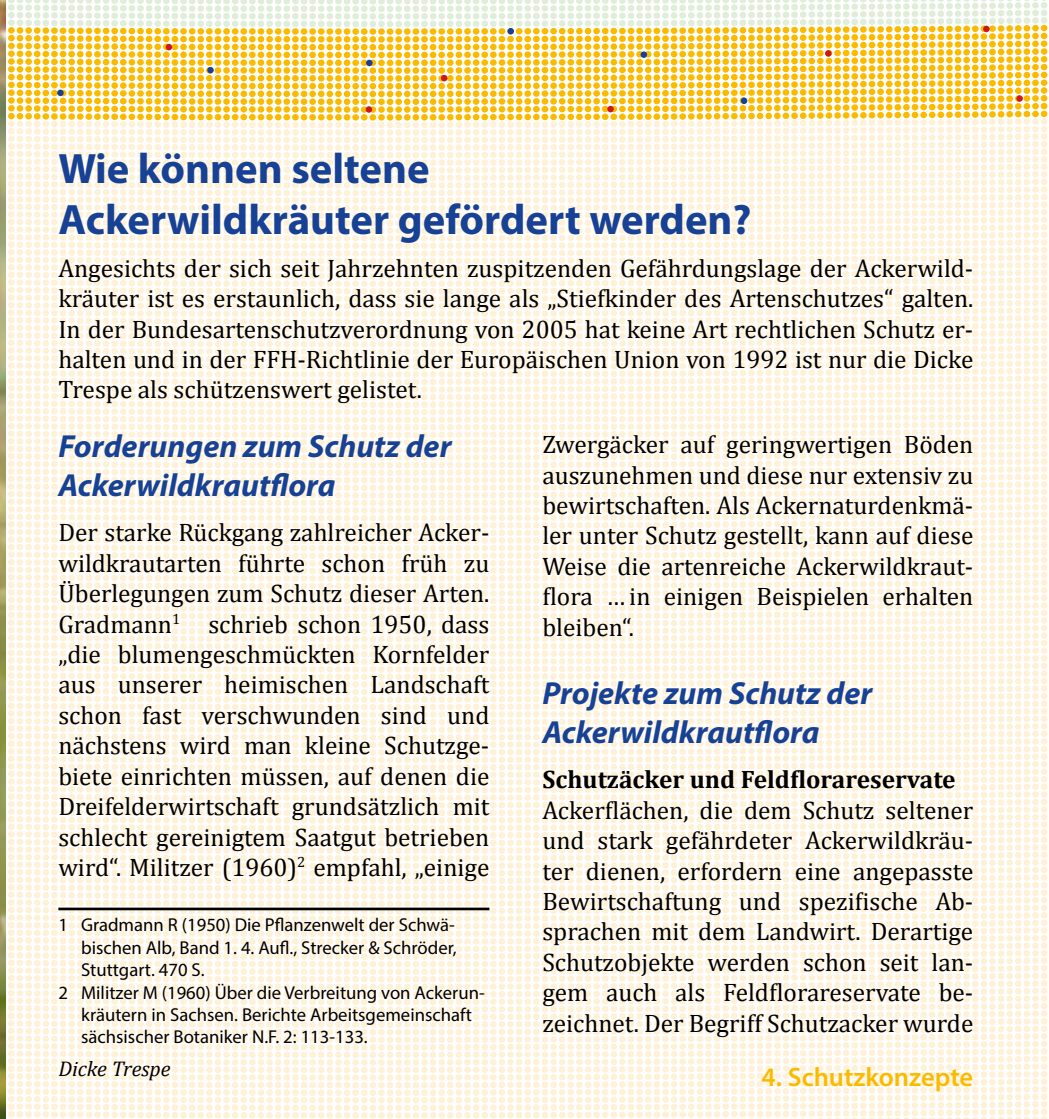 Wie können seltene
Ackerwildkräuter gefördert werden?
Angesichts der sich seit Jahrzehnten zuspitzenden Gefährdungslage der Ackerwild-
kräuter ist es erstaunlich, dass sie lange als „Stiefkinder des Artenschutzes“ galten.
In der Bundesartenschutzverordnung von 2005 hat keine Art rechtlichen Schutz er-
halten und in der FFH-Richtlinie der Europäischen Union von 1992 ist nur die Dicke
Trespe als schützenswert gelistet.
Forderungen zum Schutz der
Ackerwildkrautflora
Der starke Rückgang zahlreicher Acker-
wildkrautarten führte schon früh zu
Überlegungen zum Schutz dieser Arten.
Gradmann¹ schrieb schon 1950, dass
„die blumengeschmückten Kornfelder
aus unserer heimischen Landschaft
schon fast verschwunden sind und
nächstens wird man kleine Schutzge-
biete einrichten müssen, auf denen die
Dreifelderwirtschaft grundsätzlich mit
schlecht gereinigtem Saatgut betrieben
wird“. Militzer (1960)² empfahl, „einige
1 Gradmann R (1950) Die Pflanzenwelt der Schwä-
bischen Alb, Band 1. 4. Aufl., Strecker & Schröder,
Stuttgart. 470 S.
2 Militzer M (1960) Über die Verbreitung von Ackerun-
kräutern in Sachsen. Berichte Arbeitsgemeinschaft
sächsischer Botaniker N.F. 2: 113-133.
Dicke Trespe
Zwergäcker auf geringwertigen Böden
auszunehmen und diese nur extensiv zu
bewirtschaften. Als Ackernaturdenkmä-
ler unter Schutz gestellt, kann auf diese
Weise die artenreiche Ackerwildkraut-
flora … in einigen Beispielen erhalten
bleiben“.
Projekte zum Schutz der
Ackerwildkrautflora
Schutzäcker und Feldflorareservate
Ackerflächen, die dem Schutz seltener
und stark gefährdeter Ackerwildkräu-
ter dienen, erfordern eine angepasste
Bewirtschaftung und spezifische Ab-
sprachen mit dem Landwirt. Derartige
Schutzobjekte werden schon seit lan-
gem auch als Feldflorareservate be-
zeichnet. Der Begriff Schutzacker wurde
4. Schutzkonzepte